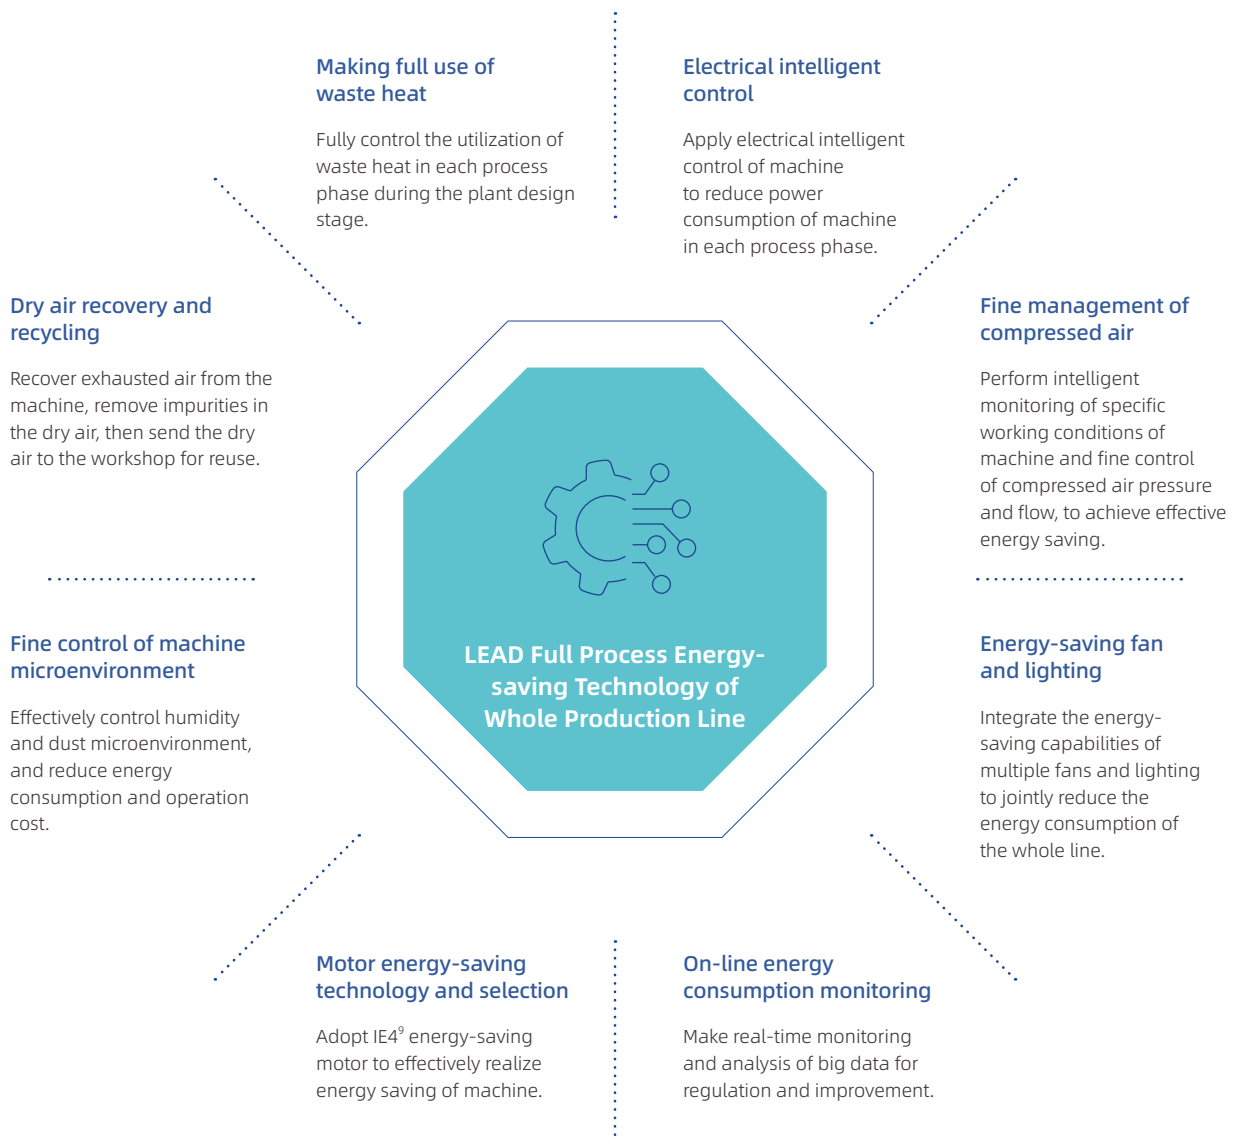 Making full use of
waste heat
Fully control the utilization of
waste heat in each process
phase during the plant design
stage.
Electrical intelligent
control
Apply electrical intelligent
control of machine
to reduce power
consumption of machine
in each process phase.
Dry air recovery and
recycling
Recover exhausted air from the
machine, remove impurities in
the dry air, then send the dry
air to the workshop for reuse.
Fine management of
compressed air
Perform intelligent
monitoring of specific
working conditions of
machine and fine control
of compressed air pressure
and flow, to achieve effective
energy saving.
LEAD Full Process Energy-
saving Technology of
Whole Production Line
Fine control of machine
microenvironment
Effectively control humidity
and dust microenvironment,
and reduce energy
consumption and operation
cost.
Energy-saving fan
and lighting
Integrate the energy-
saving capabilities of
multiple fans and lighting
to jointly reduce the
energy consumption of
the whole line.
Motor energy-saving
technology and selection
Adopt IE4⁹ energy-saving
motor to effectively realize
energy saving of machine.
On-line energy
consumption monitoring
Make real-time monitoring
and analysis of big data for
regulation and improvement.